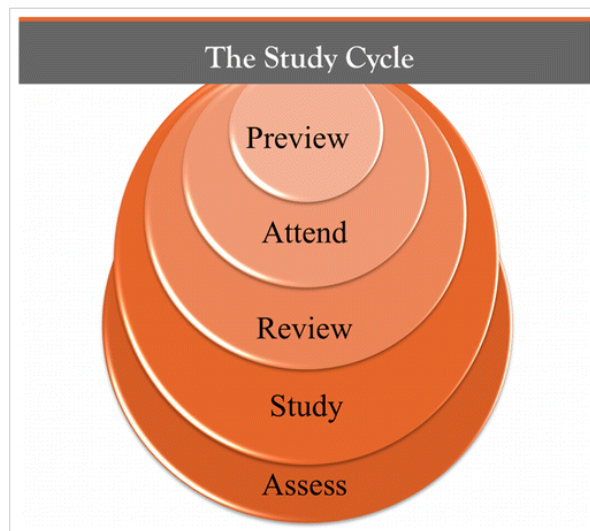 The Study Cycle
Preview
Attend
Review
Study
Assess